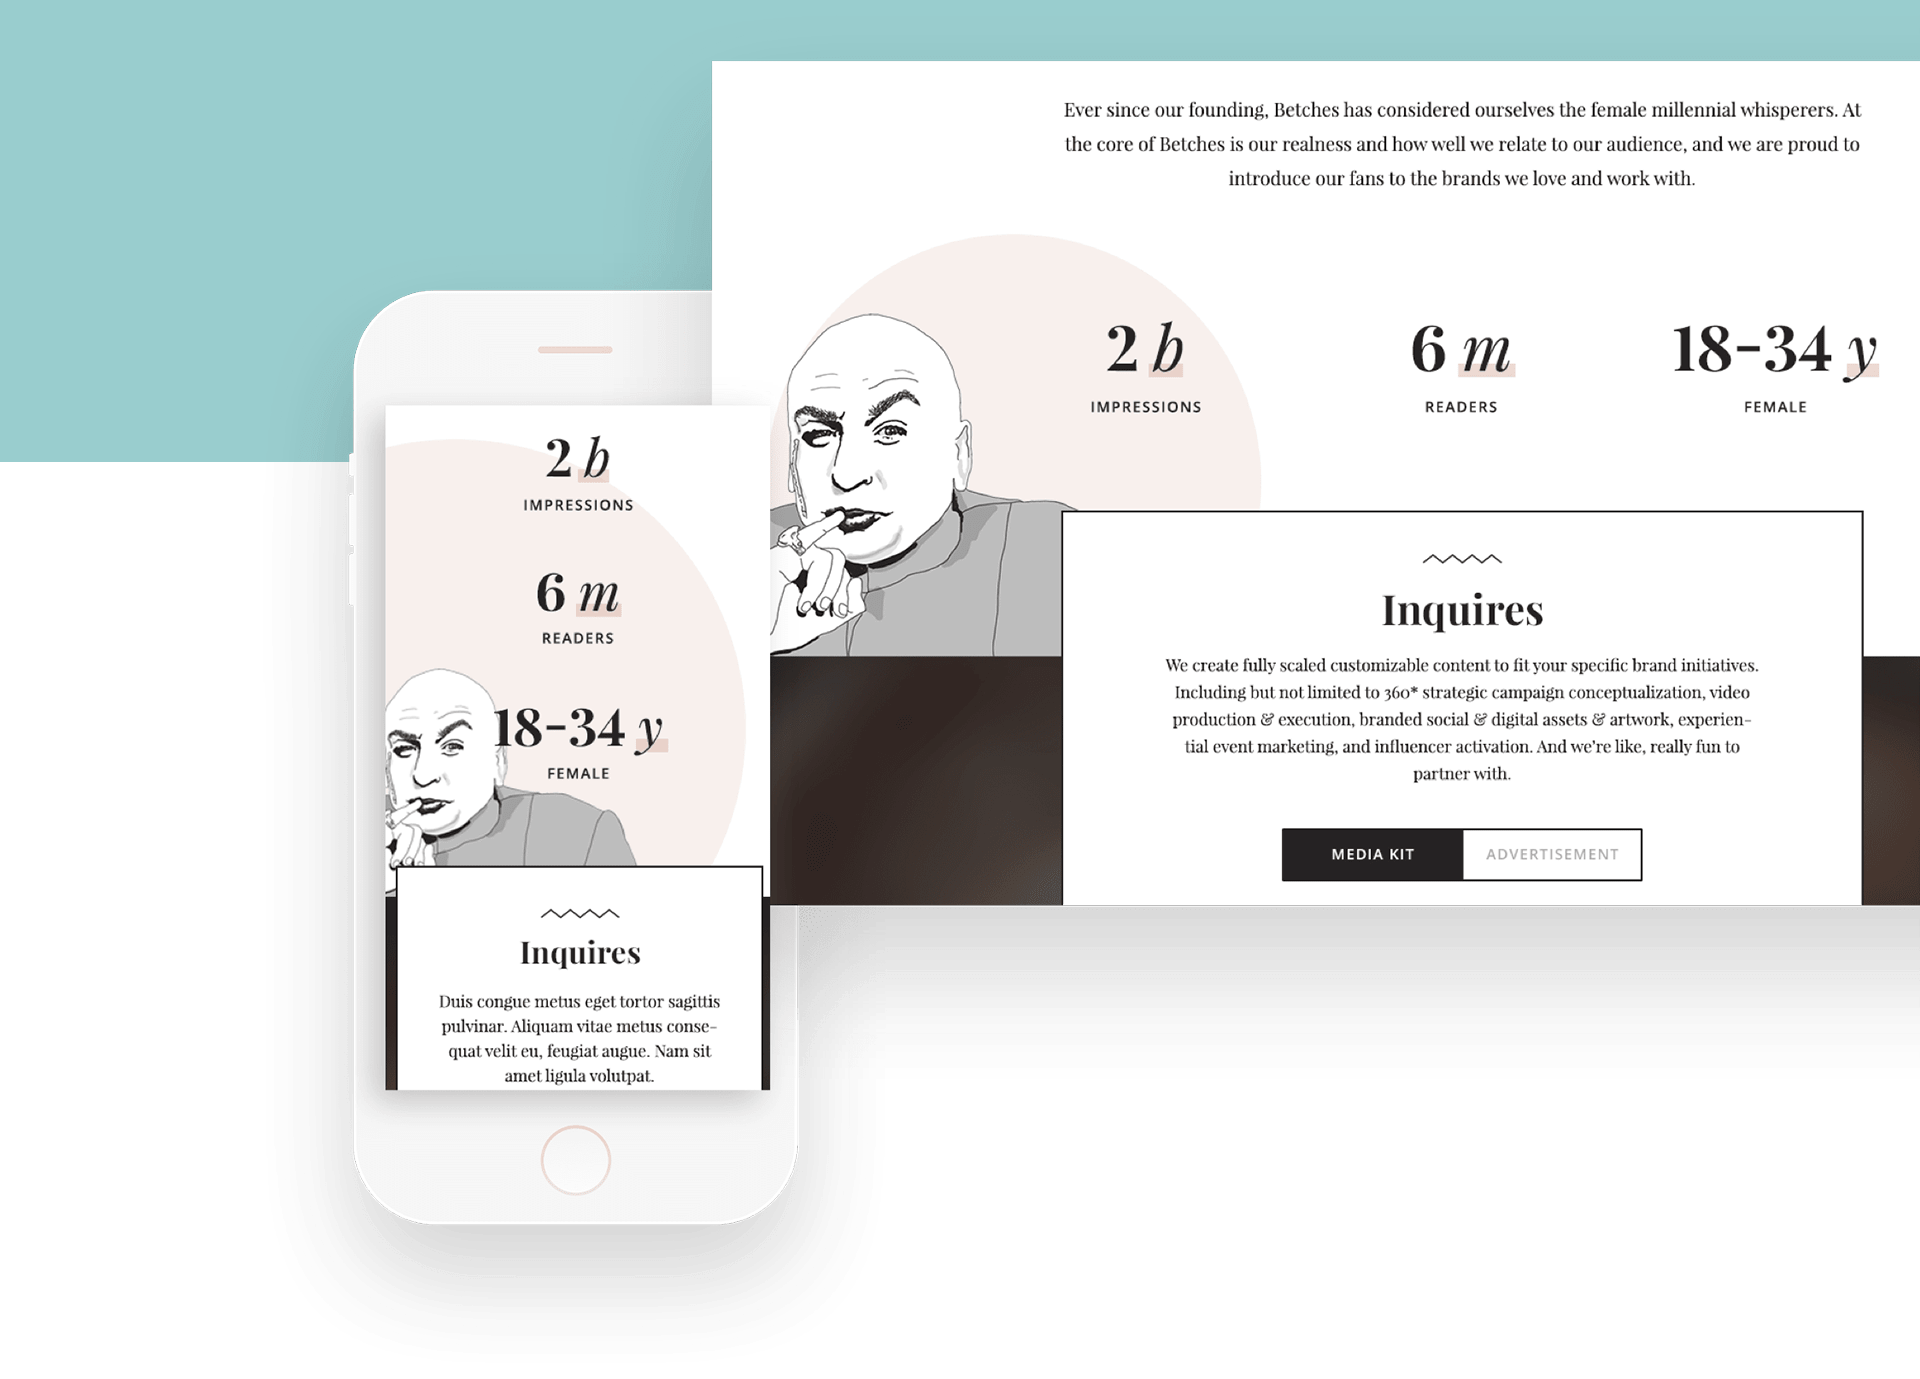 Ever since our founding, Betches has considered ourselves the female millennial whisperers. At
the core of Betches is our realness and how well we relate to our audience, and we are proud to
introduce our fans to the brands we love and work with.
2 b
IMPRESSIONS
6 m
READERS
18-34 y
FEMALE
Inquires
We create fully scaled customizable content to fit your specific brand initiatives.
Including but not limited to 360* strategic campaign conceptualization, video
production & execution, branded social & digital assets & artwork, experien-
tial event marketing, and influencer activation. And we're like, really fun to
partner with.
MEDIA KIT
ADVERTISEMENT
2 b
IMPRESSIONS
6 m
READERS
18-34 y
FEMALE
Inquires
Duis congue metus eget tortor sagittis
pulvinar. Aliquam vitae metus conse-
quat velit eu, feugiat augue. Nam sit
amet ligula volutpat.